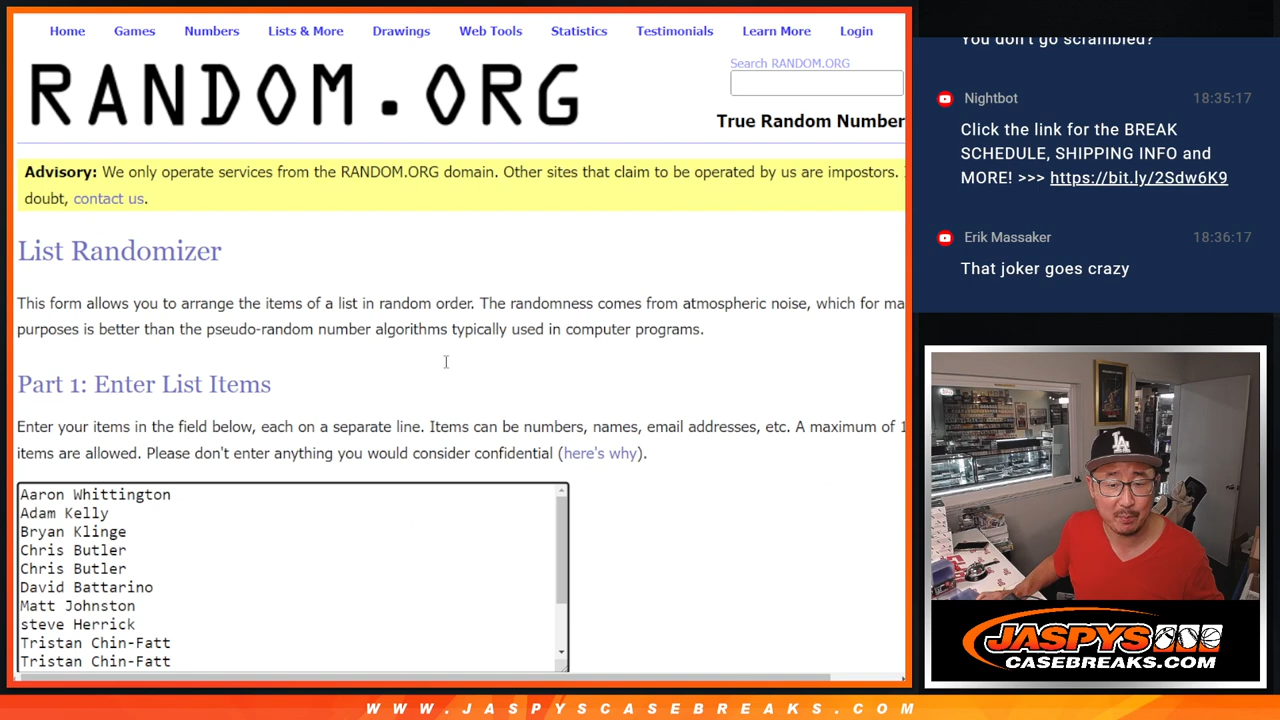 Home Games Numbers Lists & More Drawings Web Tools Statistics Testimonials Learn More Login
RANDOM.ORG
Search RANDOM.ORG
True Random Number
Advisory: We only operate services from the RANDOM.ORG domain. Other sites that claim to be operated by us are impostors.
doubt, contact us.
List Randomizer
This form allows you to arrange the items of a list in random order. The randomness comes from atmospheric noise, which for ma
purposes is better than the pseudo-random number algorithms typically used in computer programs.
Part 1: Enter List Items
Enter your items in the field below, each on a separate line. Items can be numbers, names, email addresses, etc. A maximum of 1
items are allowed. Please don't enter anything you would consider confidential (here's why).
Aaron Whittington
Adam Kelly
Bryan Klinge
Chris Butler
Chris Butler
David Battarino
Matt Johnston
steve Herrick
Tristan Chin-Fatt
Tristan Chin-Fatt
You don't go scrambled?
Nightbot 18:35:17
Click the link for the BREAK
SCHEDULE, SHIPPING INFO and
MORE! >>> https://bit.ly/2Sdw6K9
Erik Massaker 18:36:17
That joker goes crazy
LA
JASPYS
CASEBREAKS.COM
WWW.JASPYSCASEBREAKS.COM